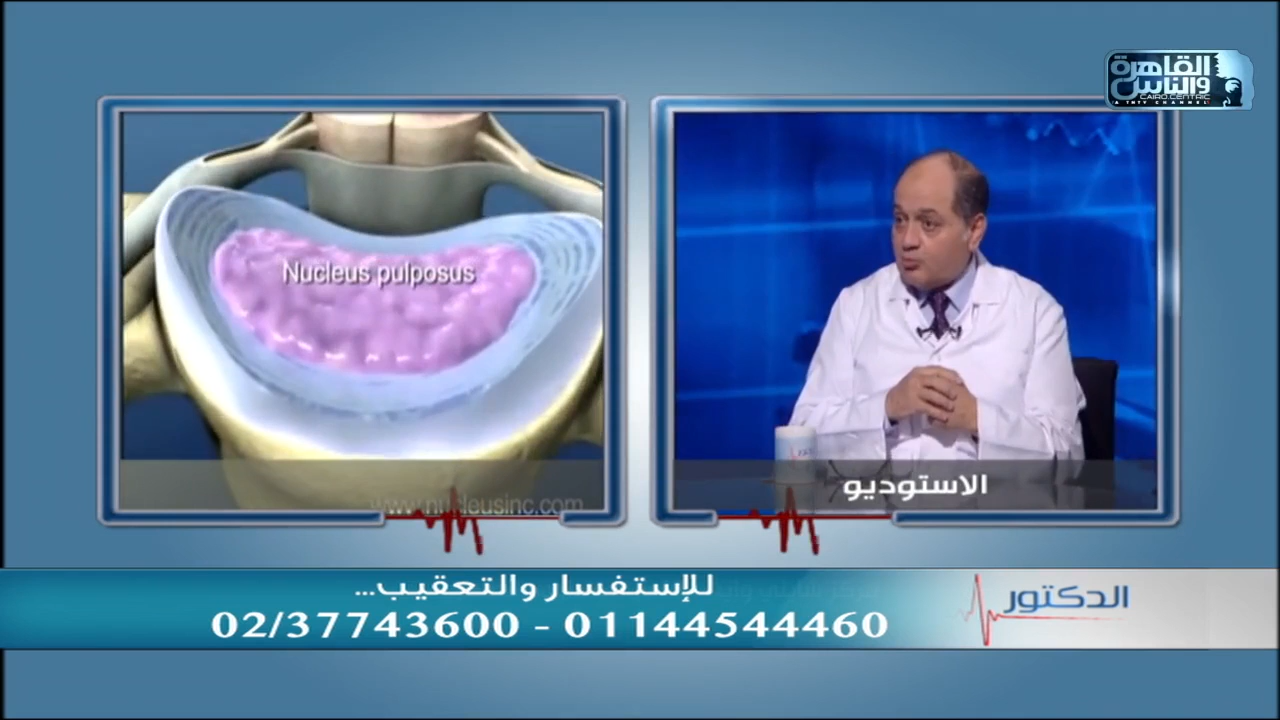 القاهرة
والناس
CAIRO.CENTRIC
A TNTV CHANNEL
Nucleus pulposus
www.nucleusinc.com
الاستوديو
الدكتور
للإستفسار والتعقيب...
02/37743600 - 01144544460